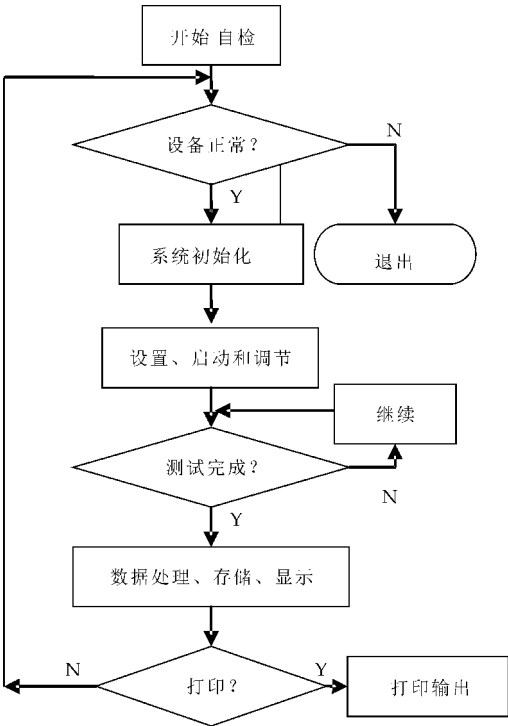 开始 自检
设备正常?
N
Y
系统初始化
退出
设置、启动和调节
继续
测试完成?
N
Y
数据处理、存储、显示
N
打印?
Y
打印输出